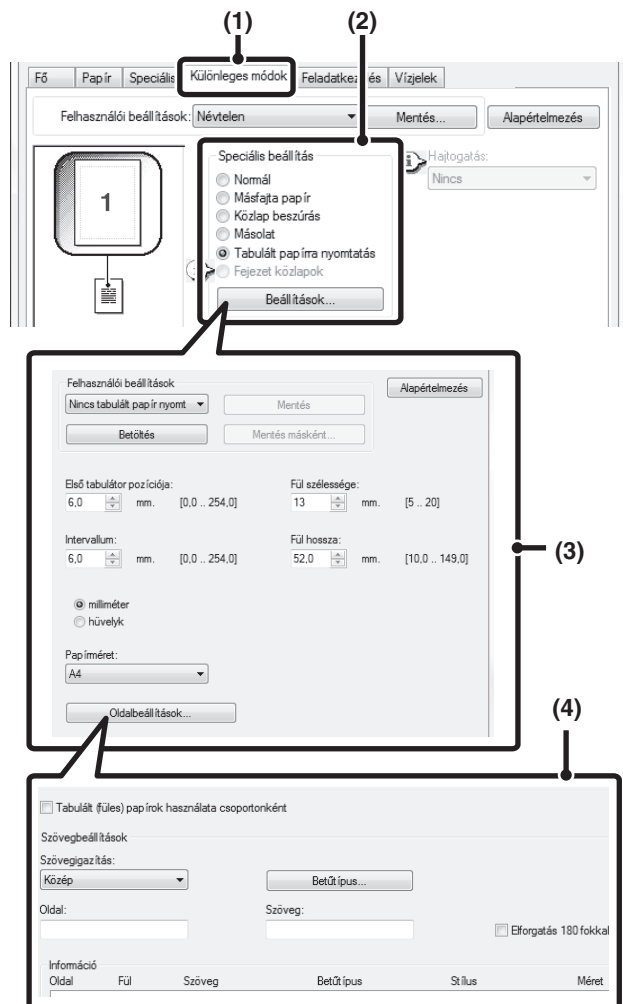 (1) (2)
Fő Papír Speciális Különleges módok Feladatkezelés Vízjelek
Felhasználói beállítások: Névtelen Mentés... Alapértelmezés
Speciális beállítás
Hajtogatás:
Normál
Nincs
1
Másfajta papír
Közlap beszúrás
Másolat
Tabulált papírra nyomtatás
Fejezet közlapok
Beállítások...
Felhasználói beállítások
Nincs tabulált papír nyomt Mentés Alapértelmezés
Betöltés Mentés másként...
Első tabulátor pozíciója: Fül szélessége:
6,0 mm. [0,0 .. 254,0] 13 mm. [5 .. 20]
Intervallum: Fül hossza:
6,0 mm. [0,0 .. 254,0] 52,0 mm. [10,0 .. 149,0]
(3)
milliméter
hüvelyk
Papírméret:
A4
Oldalbeállítások...
(4)
Tabulált (füles) papírok használata csoportonként
Szövegbeállítások
Szövegigazítás:
Közép Betűtípus...
Oldal: Szöveg:
Elforgatás 180 fokkal
Információ
Oldal Fül Szöveg Betűtípus Stílus Méret